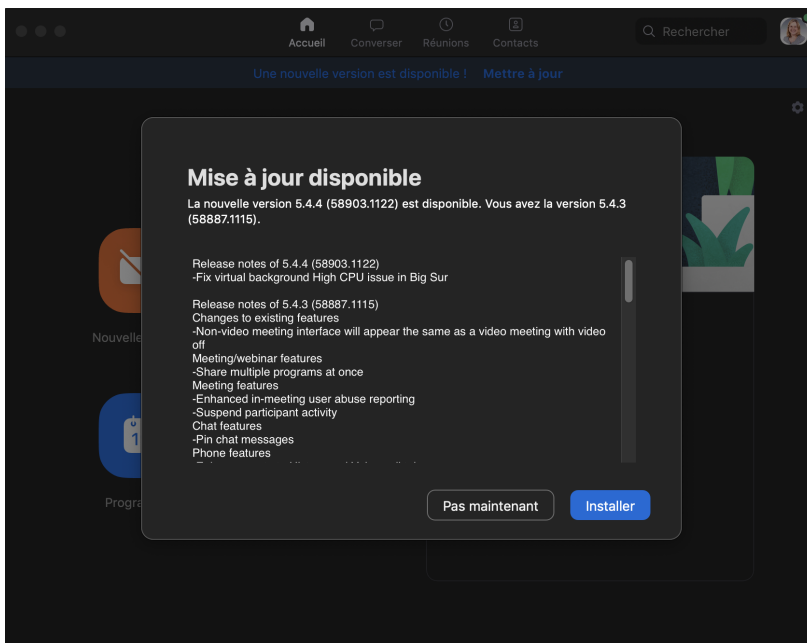 Accueil
Converser
Réunions
Contacts
Rechercher
Une nouvelle version est disponible ! Mettre à jour
Mise à jour disponible
La nouvelle version 5.4.4 (58903.1122) est disponible. Vous avez la version 5.4.3
(58887.1115).
Release notes of 5.4.4 (58903.1122)
-Fix virtual background High CPU issue in Big Sur
Release notes of 5.4.3 (58887.1115)
Changes to existing features
-Non-video meeting interface will appear the same as a video meeting with video
off
Meeting/webinar features
-Share multiple programs at once
Meeting features
-Enhanced in-meeting user abuse reporting
-Suspend participant activity
Chat features
-Pin chat messages
Phone features
Nouvelle
1
Progra
Pas maintenant
Installer